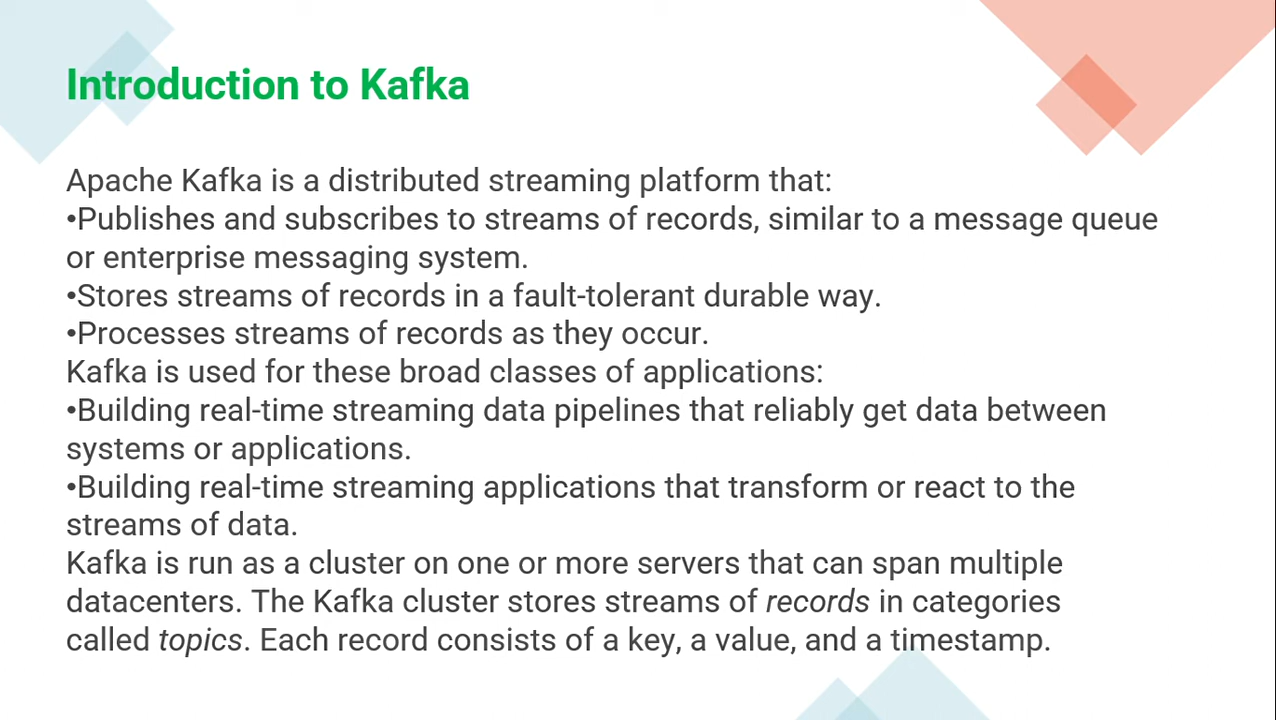 Introduction to Kafka
Apache Kafka is a distributed streaming platform that:
•Publishes and subscribes to streams of records, similar to a message queue
or enterprise messaging system.
•Stores streams of records in a fault-tolerant durable way.
•Processes streams of records as they occur.
Kafka is used for these broad classes of applications:
•Building real-time streaming data pipelines that reliably get data between
systems or applications.
•Building real-time streaming applications that transform or react to the
streams of data.
Kafka is run as a cluster on one or more servers that can span multiple
datacenters. The Kafka cluster stores streams of records in categories
called topics. Each record consists of a key, a value, and a timestamp.